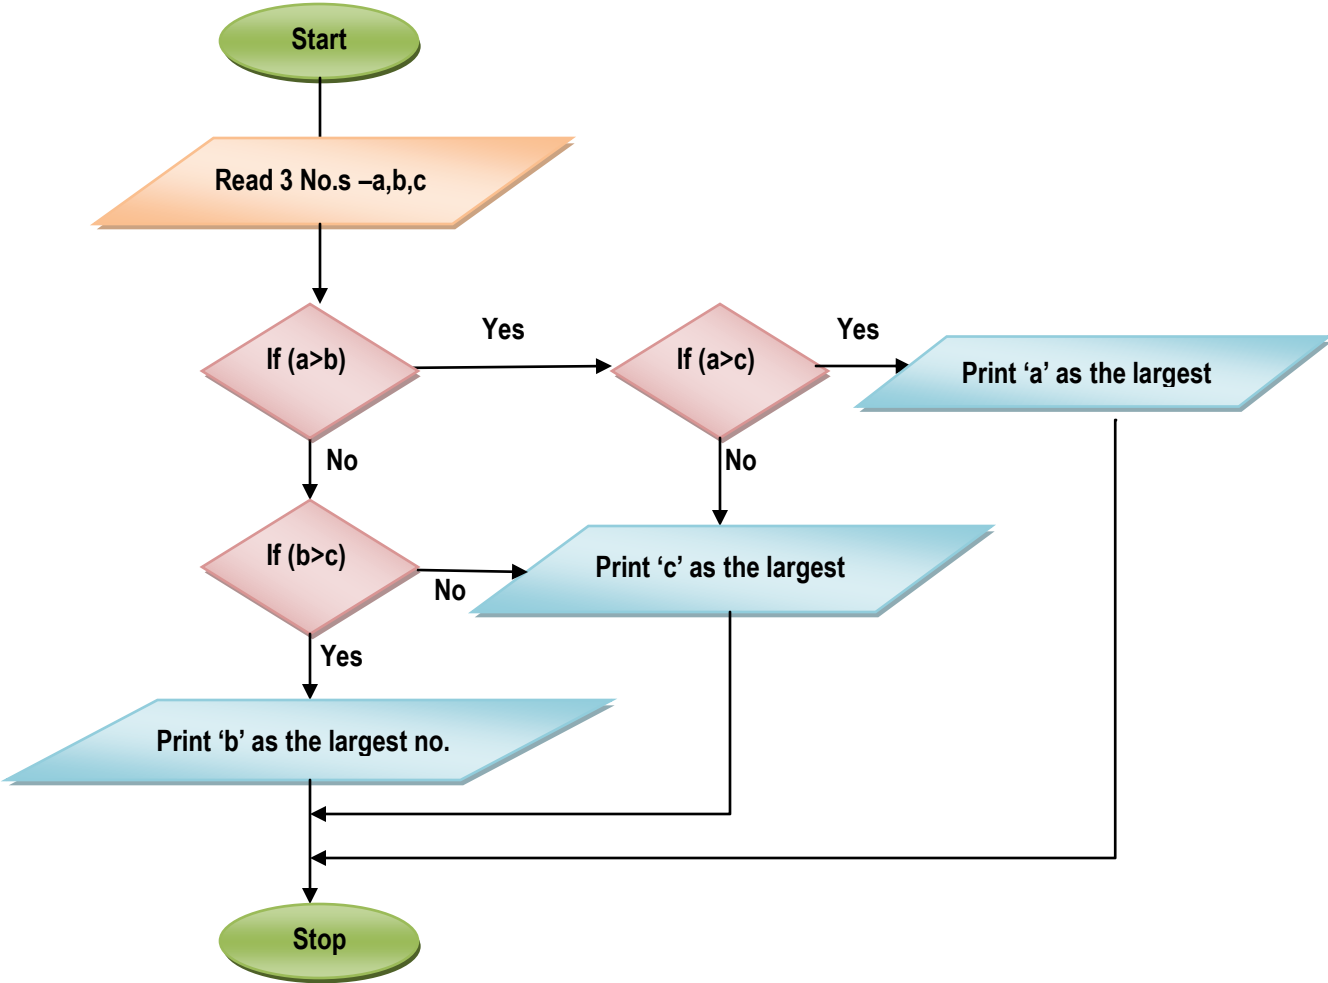 Start
Read 3 No.s –a,b,c
If (a>b)
Yes
If (a>c)
Yes
Print ‘a’ as the largest
No
No
If (b>c)
No
Print ‘c’ as the largest
Yes
Print ‘b’ as the largest no.
Stop